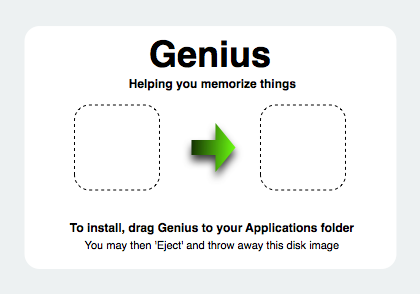 Genius
Helping you memorize things
To install, drag Genius to your Applications folder
You may then 'Eject' and throw away this disk image